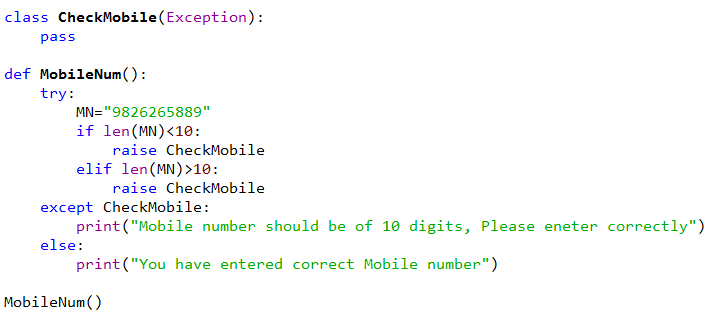 class CheckMobile(Exception):
    pass

def MobileNum():
    try:
        MN="9826265889"
        if len(MN)<10:
            raise CheckMobile
        elif len(MN)>10:
            raise CheckMobile
    except CheckMobile:
        print("Mobile number should be of 10 digits, Please eneter correctly")
    else:
        print("You have entered correct Mobile number")

MobileNum()